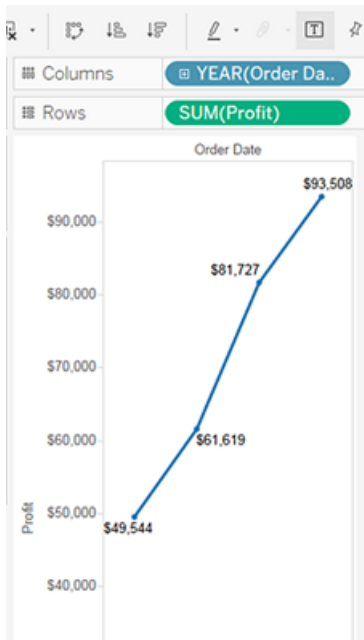 Columns
YEAR(Order Da..
Rows
SUM(Profit)
Order Date
$93,508
$90,000
$81,727
$80,000
$70,000
$60,000
$61,619
$50,000
$49,544
Profit
$40,000